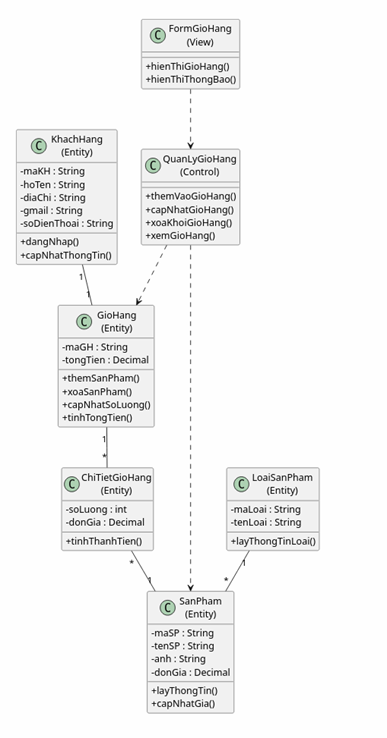 C
FormGioHang
(View)
+hienThiGioHang()
+hienThiThongBao()
C
KhachHang
(Entity)
-maKH : String
-hoTen : String
-diaChi : String
-gmail : String
-soDienThoai : String
+dangNhap()
+capNhatThongTin()
C
QuanLyGioHang
(Control)
+themVaoGioHang()
+capNhatGioHang()
+xoaKhoiGioHang()
+xemGioHang()
1
1
C
GioHang
(Entity)
-maGH : String
-tongTien : Decimal
+themSanPham()
+xoaSanPham()
+capNhatSoLuong()
+tinhTongTien()
1
*
C
ChiTietGioHang
(Entity)
-soLuong : int
-donGia : Decimal
+tinhThanhTien()
C
LoaiSanPham
(Entity)
-maLoai : String
-tenLoai : String
+layThongTinLoai()
*
1
1
*
C
SanPham
(Entity)
-maSP : String
-tenSP : String
-anh : String
-donGia : Decimal
+layThongTin()
+capNhatGia()